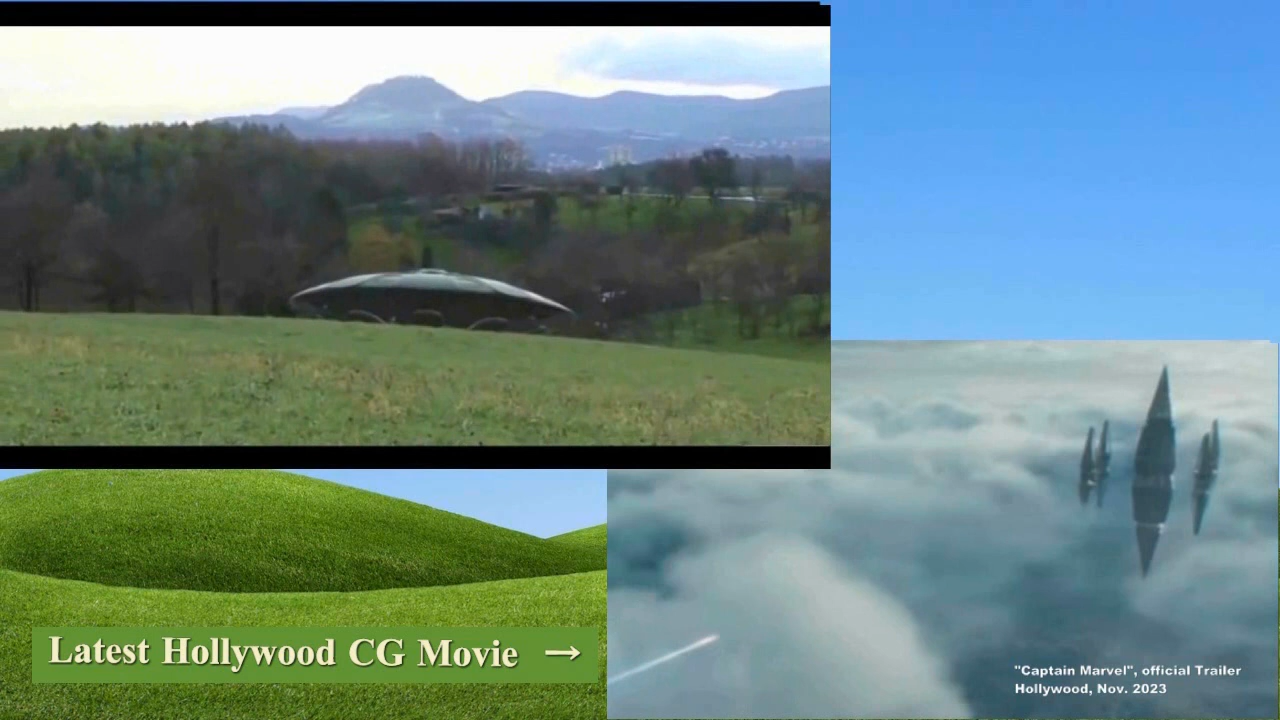 Latest Hollywood CG Movie →
"Captain Marvel", official Trailer
Hollywood, Nov. 2023